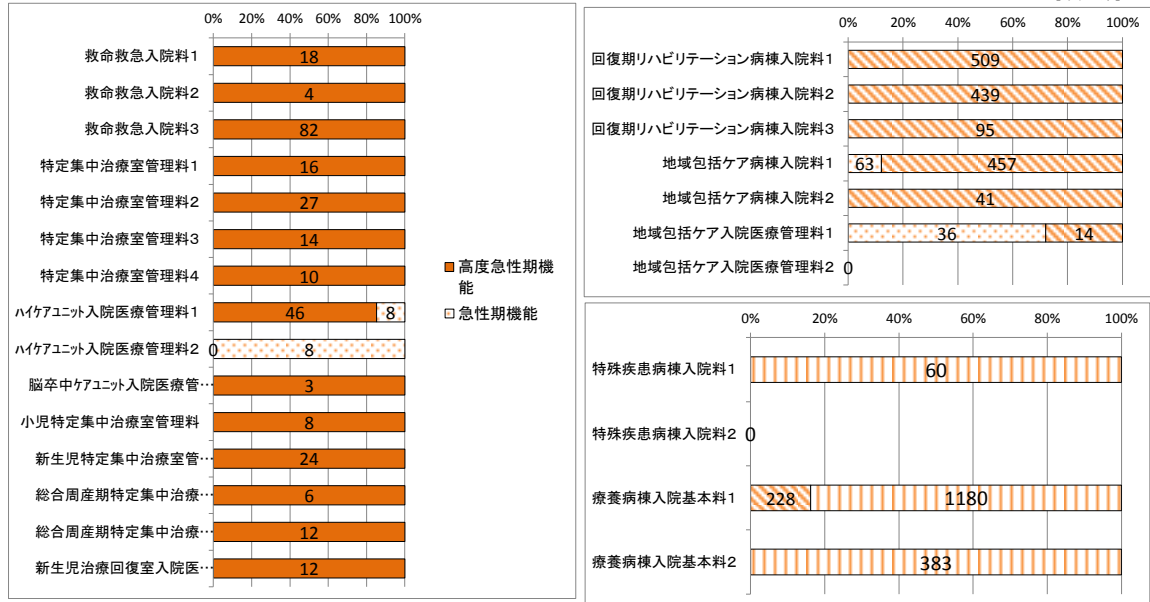 0% 20% 40% 60% 80% 100%
救命救急入院料1 18
救命救急入院料2 4
救命救急入院料3 82
特定集中治療室管理料1 16
特定集中治療室管理料2 27
特定集中治療室管理料3 14
特定集中治療室管理料4 10
ハイケアユニット入院医療管理料1 46 8
ハイケアユニット入院医療管理料2 0 8
脳卒中ケアユニット入院医療管… 3
小児特定集中治療室管理料 8
新生児特定集中治療室管… 24
総合周産期特定集中治療… 6
総合周産期特定集中治療… 12
新生児治療回復室入院医… 12
高度急性期機
能
急性期機能
0% 20% 40% 60% 80% 100%
回復期リハビリテーション病棟入院料1 509
回復期リハビリテーション病棟入院料2 439
回復期リハビリテーション病棟入院料3 95
地域包括ケア病棟入院料1 63 457
地域包括ケア病棟入院料2 41
地域包括ケア入院医療管理料1 36 14
地域包括ケア入院医療管理料2 0
0% 20% 40% 60% 80% 100%
特殊疾患病棟入院料1 60
特殊疾患病棟入院料2 0
療養病棟入院基本料1 228 1180
療養病棟入院基本料2 383